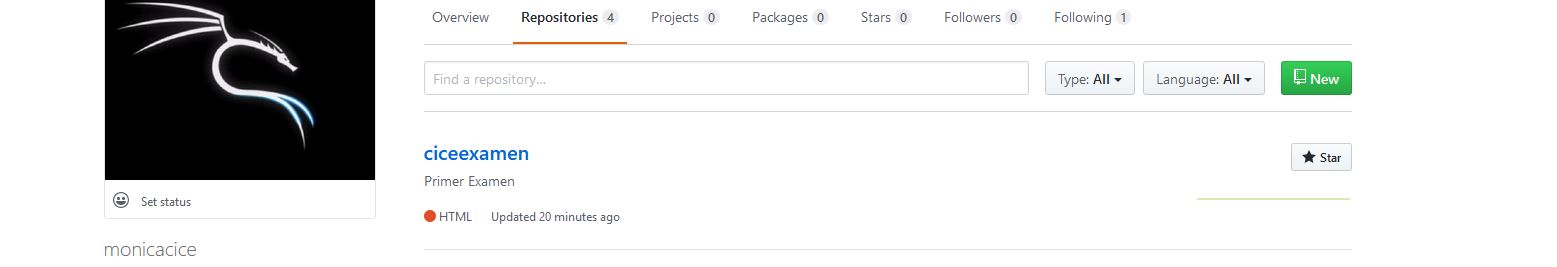 Overview Repositories 4 Projects 0 Packages 0 Stars 0 Followers 0 Following 1
Find a repository... Type: All Language: All New
ciceexamen Star
Primer Examen
HTML Updated 20 minutes ago
Set status
monicacice